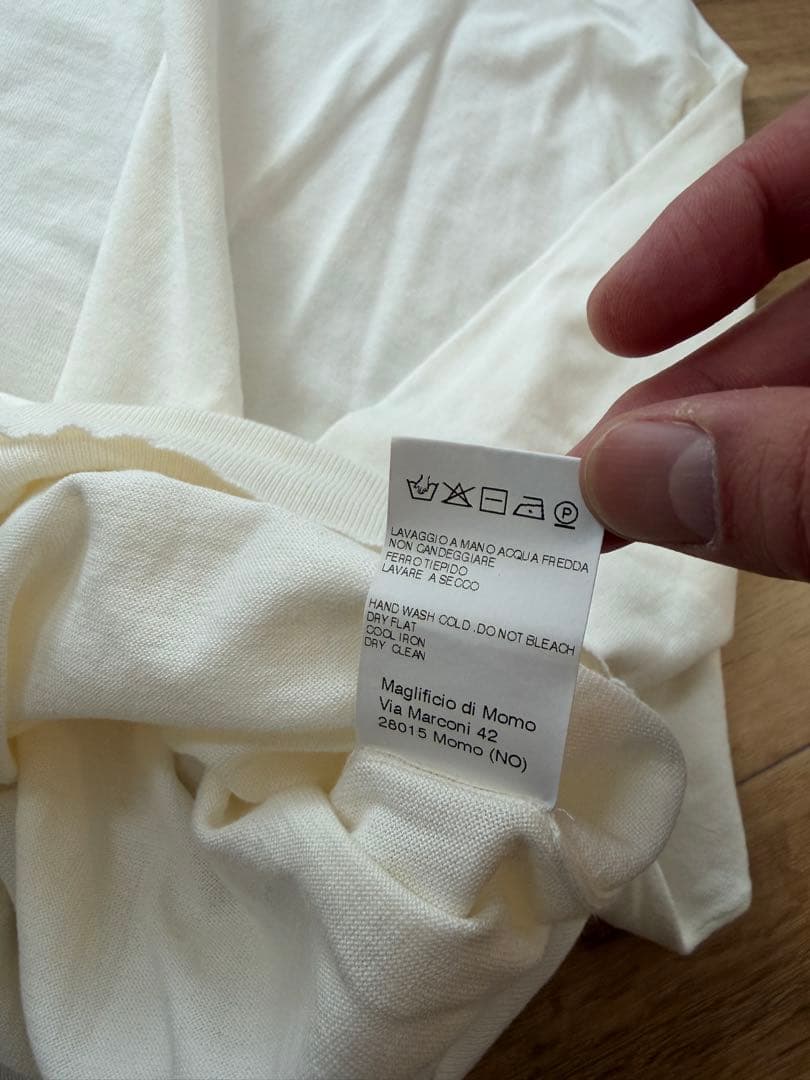 P
LAVAGGIO A MANO ACQUA FREDDA
NON CANDEGGIARE
FERRO TIEPIDO
LAVARE A SECCO
HAND WASH COLD .DO NOT BLEACH
DRY FLAT
COOL IRON
DRY CLEAN
Maglificio di Momo
Via Marconi 42
28015 Momo (NO)